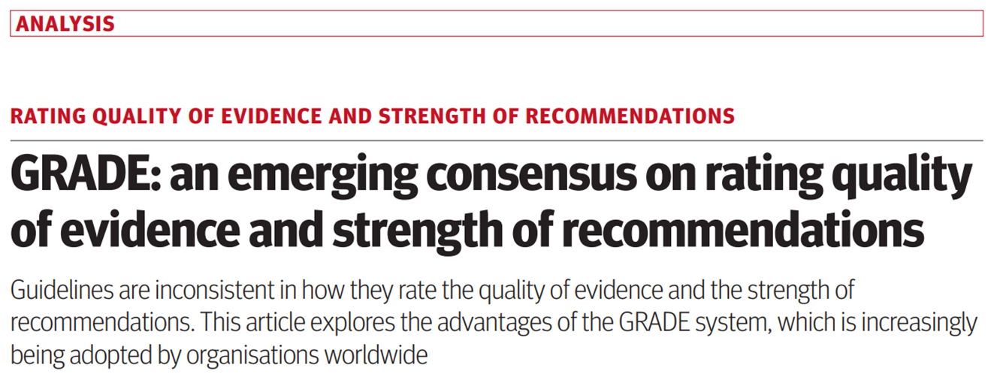 ANALYSIS
RATING QUALITY OF EVIDENCE AND STRENGTH OF RECOMMENDATIONS
GRADE: an emerging consensus on rating quality
of evidence and strength of recommendations
Guidelines are inconsistent in how they rate the quality of evidence and the strength of
recommendations. This article explores the advantages of the GRADE system, which is increasingly
being adopted by organisations worldwide